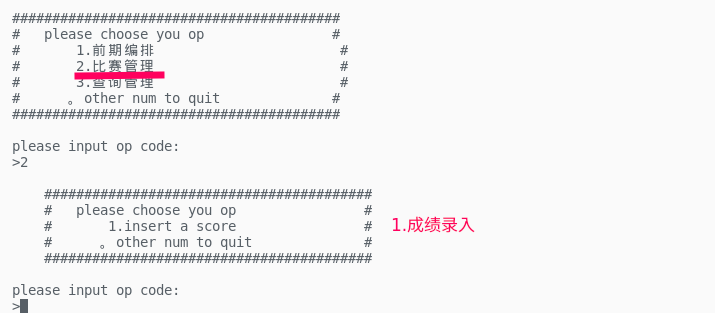 ########################################
# please choose you op #
# 1.前期编排 #
# 2.比赛管理 #
# 3.查询管理 #
# 。other num to quit #
########################################
please input op code:
>2
########################################
# please choose you op #
# 1.insert a score #
1.成绩录入
# 。other num to quit #
########################################
please input op code:
>